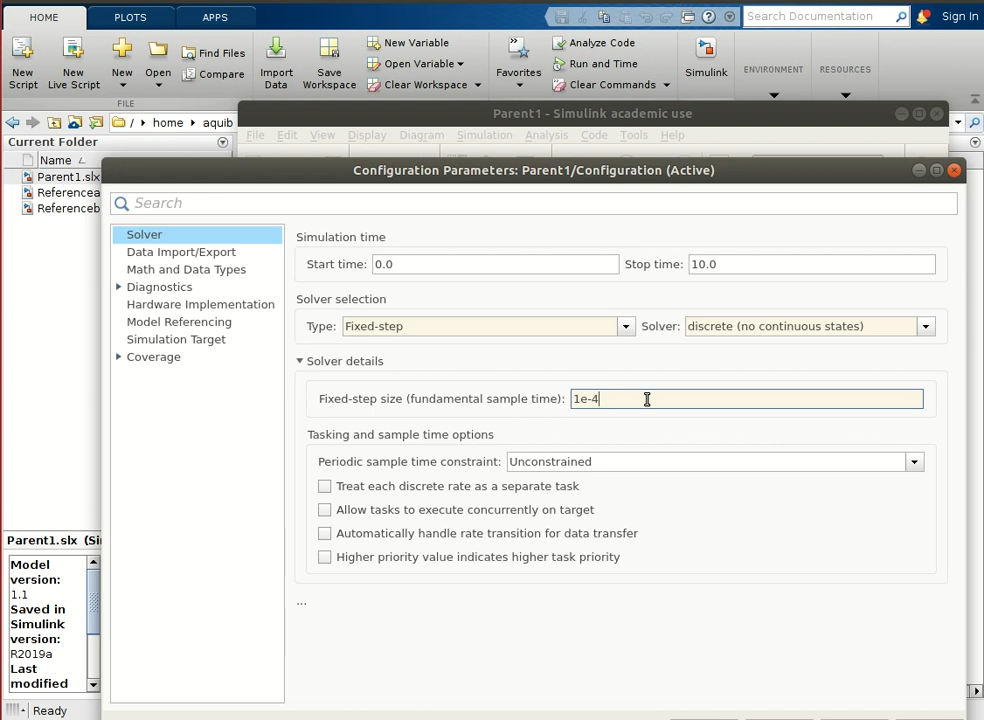 HOME PLOTS APPS Search Documentation Sign In
New Script
New Live Script
New
Open
Find Files
Compare
Import Data
Save Workspace
New Variable
Open Variable
Clear Workspace
Favorites
Analyze Code
Run and Time
Clear Commands
Simulink
ENVIRONMENT
RESOURCES
FILE
/ home aquib
Parent1 - Simulink academic use
File Edit View Display Diagram Simulation Analysis Code Tools Help
Current Folder
Name
Parent1.slx
Referencea
Referenceb
Configuration Parameters: Parent1/Configuration (Active)
Search
Solver
Data Import/Export
Math and Data Types
Diagnostics
Hardware Implementation
Model Referencing
Simulation Target
Coverage
Simulation time
Start time: 0.0 Stop time: 10.0
Solver selection
Type: Fixed-step Solver: discrete (no continuous states)
Solver details
Fixed-step size (fundamental sample time): 1e-4
Tasking and sample time options
Periodic sample time constraint: Unconstrained
Treat each discrete rate as a separate task
Allow tasks to execute concurrently on target
Automatically handle rate transition for data transfer
Higher priority value indicates higher task priority
...
Parent1.slx (Si
Model
version:
1.1
Saved in
Simulink
version:
R2019a
Last
modified
Ready